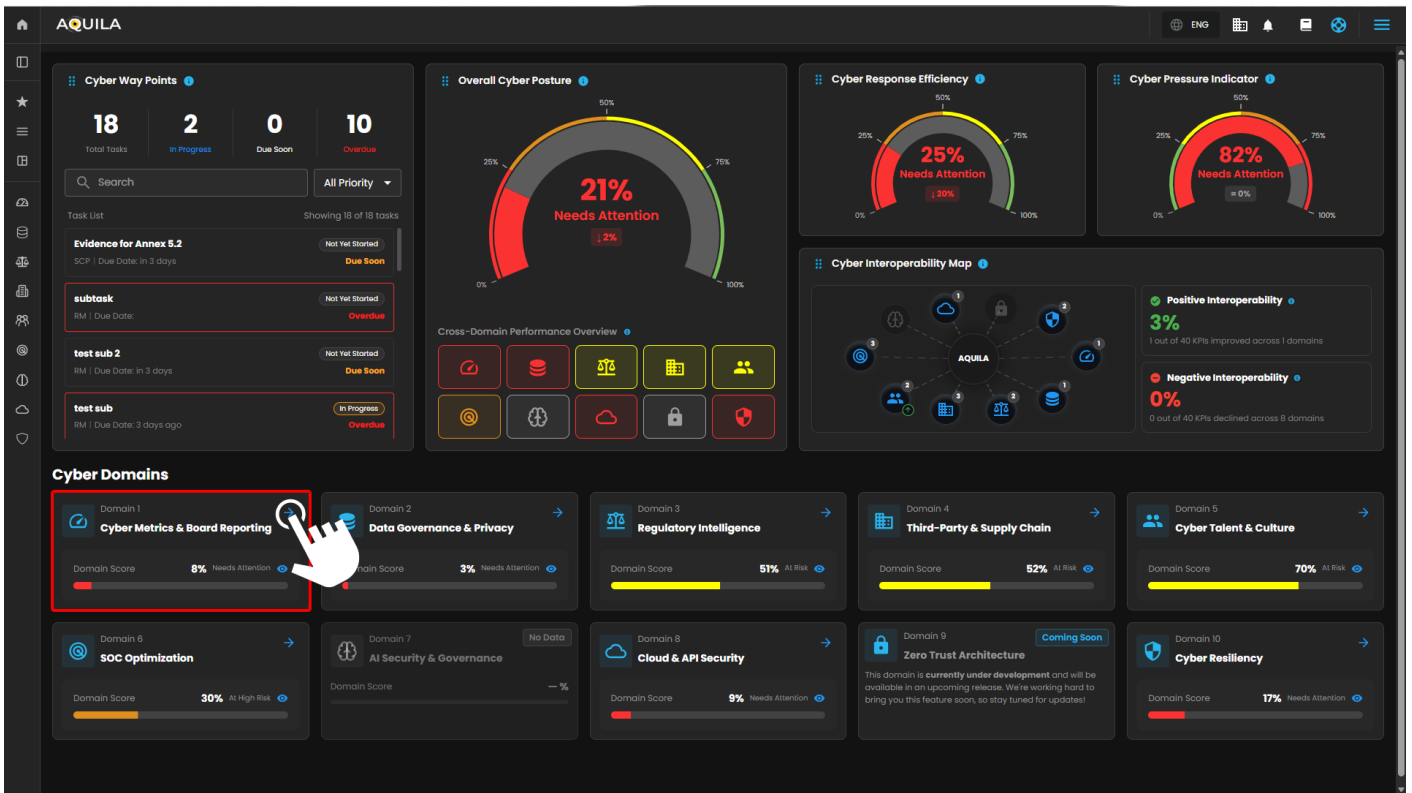 AQUILA
ENG
Cyber Way Points
18
2
0
10
Total Tasks
In Progress
Due Soon
Overdue
Search
All Priority
Task List
Showing 18 of 18 tasks
Evidence for Annex 5.2
Not Yet Started
SCP | Due Date: in 3 days
Due Soon
subtask
Not Yet Started
RM | Due Date:
Overdue
test sub 2
Not Yet Started
RM | Due Date: in 3 days
Due Soon
test sub
In Progress
RM | Due Date: 3 days ago
Overdue
Overall Cyber Posture
50%
25%
75%
21%
Needs Attention
↓2%
0%
100%
Cross-Domain Performance Overview
Cyber Response Efficiency
50%
25%
75%
25%
Needs Attention
↓ 20%
0%
100%
Cyber Pressure Indicator
50%
25%
75%
82%
Needs Attention
= 0%
0%
100%
Cyber Interoperability Map
1
2
3
1
AQUILA
2
3
2
1
Positive Interoperability
3%
1 out of 40 KPIs improved across 1 domains
Negative Interoperability
0%
0 out of 40 KPIs declined across 8 domains
Cyber Domains
Domain 1
Cyber Metrics & Board Reporting
Domain Score
8% Needs Attention
Domain 2
Data Governance & Privacy
main Score
3% Needs Attention
Domain 3
Regulatory Intelligence
Domain Score
51% At Risk
Domain 4
Third-Party & Supply Chain
Domain Score
52% At Risk
Domain 5
Cyber Talent & Culture
Domain Score
70% At Risk
Domain 6
SOC Optimization
Domain Score
30% At High Risk
Domain 7
No Data
AI Security & Governance
Domain Score
– %
Domain 8
Cloud & API Security
Domain Score
9% Needs Attention
Domain 9
Coming Soon
Zero Trust Architecture
This domain is currently under development and will be
available in an upcoming release. We're working hard to
bring you this feature soon, so stay tuned for updates!
Domain 10
Cyber Resiliency
Domain Score
17% Needs Attention